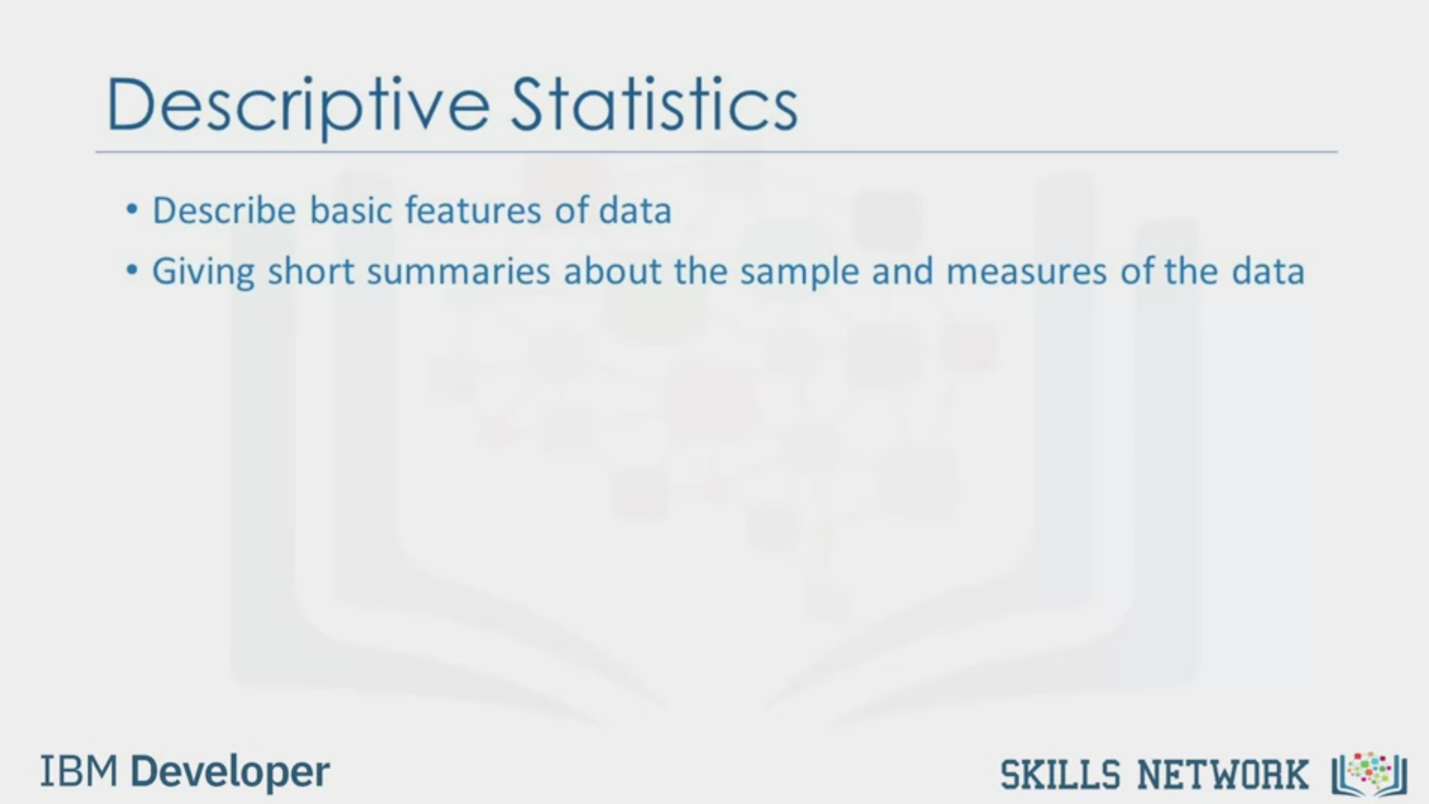 Descriptive Statistics
• Describe basic features of data
• Giving short summaries about the sample and measures of the data
IBM Developer
SKILLS NETWORK